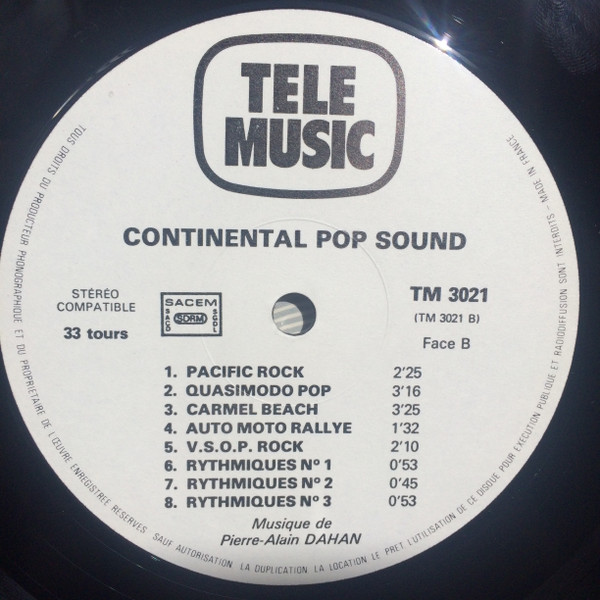 TELE
MUSIC
CONTINENTAL POP SOUND
STÉRÉO
COMPATIBLE
33 tours
SACEM
SACD
SDRM
SGDL
TM 3021
(TM 3021 B)
Face B
1. PACIFIC ROCK 2'25
2. QUASIMODO POP 3'16
3. CARMEL BEACH 3'25
4. AUTO MOTO RALLYE 1'32
5. V.S.O.P. ROCK 2'10
6. RYTHMIQUES Nº 1 0'53
7. RYTHMIQUES Nº 2 0'45
8. RYTHMIQUES Nº 3 0'53
Musique de
Pierre-Alain DAHAN
TOUS DROITS DU PRODUCTEUR PHONOGRAPHIQUE ET DU PROPRIETAIRE DE L'ŒUVRE ENREGISTREE RESERVES SAUF AUTORISATION LA DUPLICATION, LA LOCATION LE PRET L'UTILISATION DE CE DISQUE POUR EXECUTION PUBLIQUE ET RADIODIFFUSION SONT INTERDITS - MADE IN FRANCE